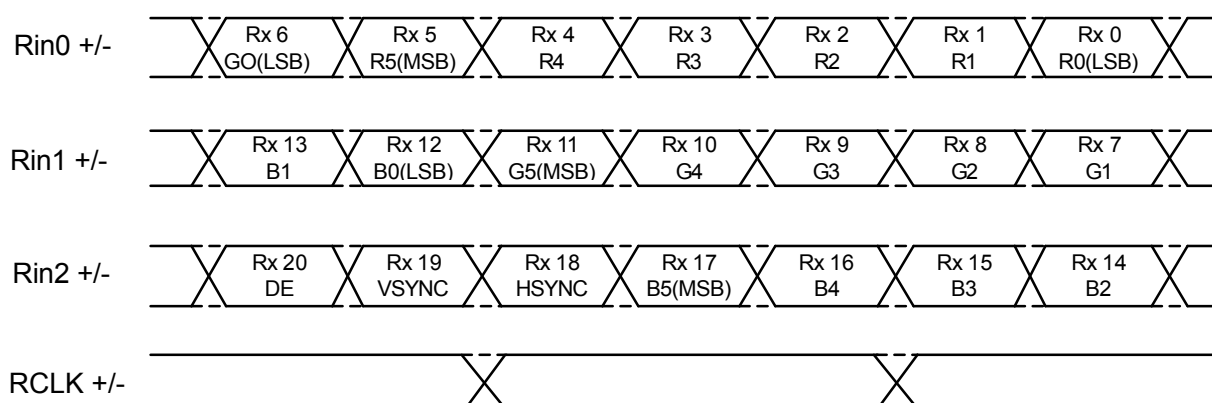 Rin0 +/-
Rx 6 Rx 5 Rx 4 Rx 3 Rx 2 Rx 1 Rx 0
GO(LSB) R5(MSB) R4 R3 R2 R1 R0(LSB)
Rin1 +/-
Rx 13 Rx 12 Rx 11 Rx 10 Rx 9 Rx 8 Rx 7
B1 B0(LSB) G5(MSB) G4 G3 G2 G1
Rin2 +/-
Rx 20 Rx 19 Rx 18 Rx 17 Rx 16 Rx 15 Rx 14
DE VSYNC HSYNC B5(MSB) B4 B3 B2
RCLK +/-